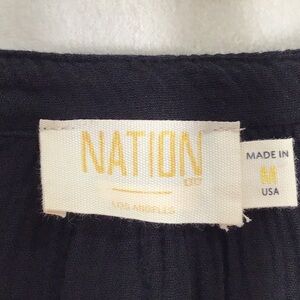 NATION
LTD
LOS ANGELES
MADE IN
M
USA